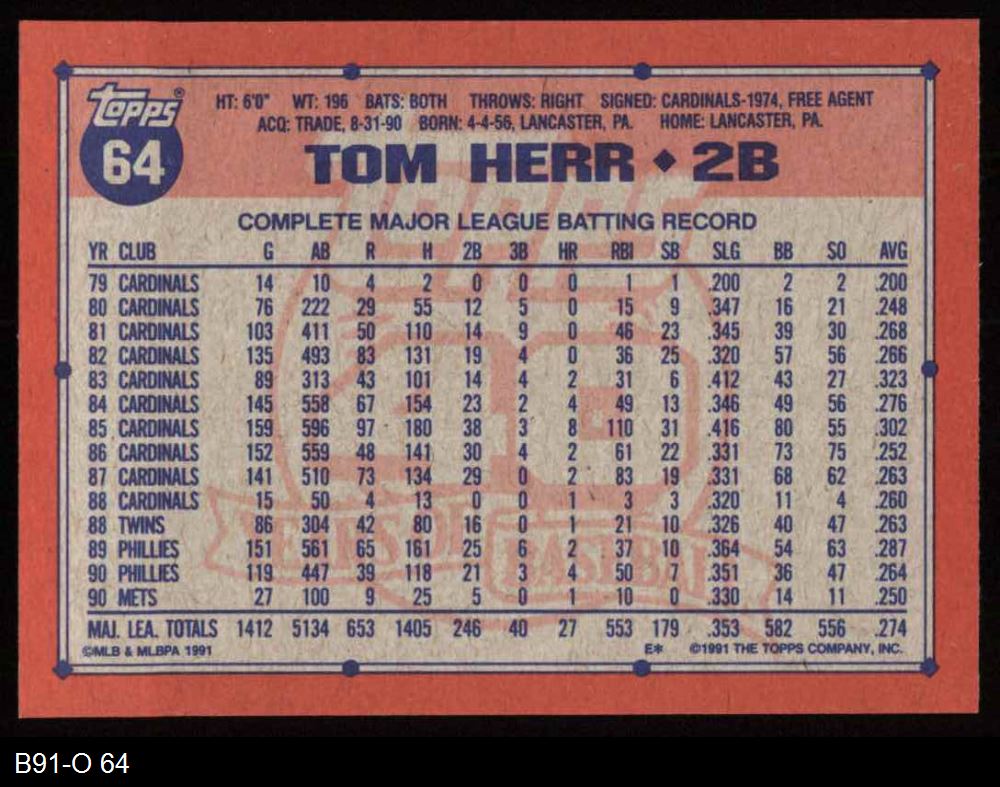 TOPPS®
64
HT: 6'0" WT: 196 BATS: BOTH THROWS: RIGHT SIGNED: CARDINALS-1974, FREE AGENT
ACQ: TRADE, 8-31-90 BORN: 4-4-56, LANCASTER, PA. HOME: LANCASTER, PA.
TOM HERR ♦ 2B
COMPLETE MAJOR LEAGUE BATTING RECORD
YR CLUB G AB R H 2B 3B HR RBI SB SLG BB SO AVG
79 CARDINALS 14 10 4 2 0 0 0 1 1 .200 2 2 .200
80 CARDINALS 76 222 29 55 12 5 0 15 9 .347 16 21 .248
81 CARDINALS 103 411 50 110 14 9 0 46 23 .345 39 30 .268
82 CARDINALS 135 493 83 131 19 4 0 36 25 .320 57 56 .266
83 CARDINALS 89 313 43 101 14 4 2 31 6 .412 43 27 .323
84 CARDINALS 145 558 67 154 23 2 4 49 13 .346 49 56 .276
85 CARDINALS 159 596 97 180 38 3 8 110 31 .416 80 55 .302
86 CARDINALS 152 559 48 141 30 4 2 61 22 .331 73 75 .252
87 CARDINALS 141 510 73 134 29 0 2 83 19 .331 68 62 .263
88 CARDINALS 15 50 4 13 0 0 1 3 3 .320 11 4 .260
88 TWINS 86 304 42 80 16 0 1 21 10 .326 40 47 .263
89 PHILLIES 151 561 65 161 25 6 2 37 10 .364 54 63 .287
90 PHILLIES 119 447 39 118 21 3 4 50 7 .351 36 47 .264
90 METS 27 100 9 25 5 0 1 10 0 .330 14 11 .250
MAJ. LEA. TOTALS 1412 5134 653 1405 246 40 27 553 179 .353 582 556 .274
©MLB & MLBPA 1991 E* ©1991 THE TOPPS COMPANY, INC.
TOPPS
40
YEARS OF BASEBALL
B91-O 64